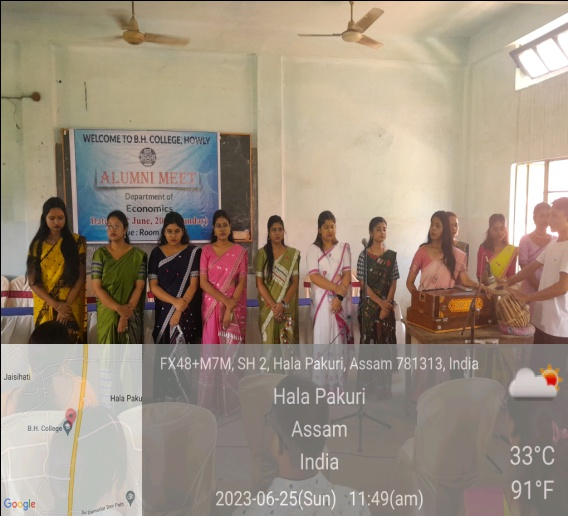 WELCOME TO B.H. COLLEGE, HOWLY
ALUMNI MEET
Department of
Economics
June, 20
: Room
FX48+M7M, SH 2, Hala Pakuri, Assam 781313, India
Hala Pakuri
Assam
India
2023-06-25(Sun) 11:49(am)
33°C
91°F
Jaisihati
Hala Paku
B.H. College
Google